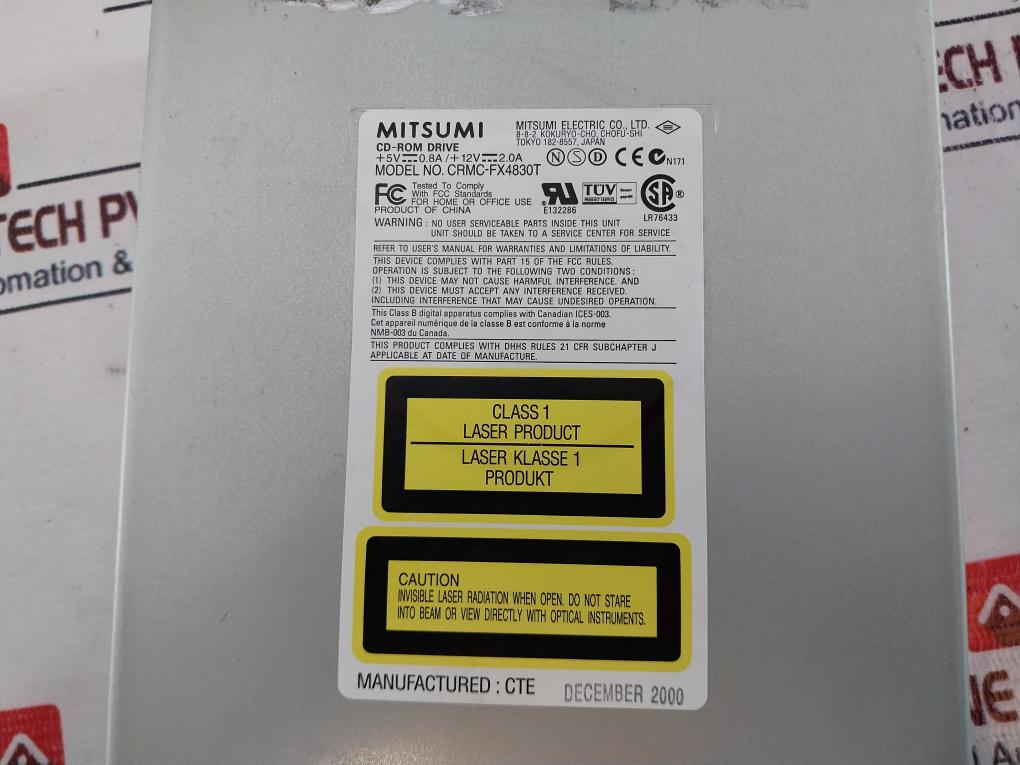 MITSUMI
CD-ROM DRIVE
+5V 0.8A / +12V 2.0A
MODEL NO. CRMC-FX4830T
MITSUMI ELECTRIC CO., LTD.
8-8-2, KOKURYO-CHO, CHOFU-SHI
TOKYO 182-8557, JAPAN
N S D CE N171
FC Tested To Comply
With FCC Standards
FOR HOME OR OFFICE USE
PRODUCT OF CHINA
E132286
TÜV
PRODUCT SERVICE
LR76433
WARNING : NO USER SERVICEABLE PARTS INSIDE THIS UNIT
UNIT SHOULD BE TAKEN TO A SERVICE CENTER FOR SERVICE
REFER TO USER'S MANUAL FOR WARRANTIES AND LIMITATIONS OF LIABILITY.
THIS DEVICE COMPLIES WITH PART 15 OF THE FCC RULES.
OPERATION IS SUBJECT TO THE FOLLOWING TWO CONDITIONS :
(1) THIS DEVICE MAY NOT CAUSE HARMFUL INTERFERENCE. AND
(2) THIS DEVICE MUST ACCEPT ANY INTERFERENCE RECEIVED.
INCLUDING INTERFERENCE THAT MAY CAUSE UNDESIRED OPERATION.
This Class B digital apparatus complies with Canadian ICES-003.
Cet appareil numérique de la classe B est conforme à la norme
NMB-003 du Canada.
THIS PRODUCT COMPLIES WITH DHHS RULES 21 CFR SUBCHAPTER J
APPLICABLE AT DATE OF MANUFACTURE.
CLASS 1
LASER PRODUCT
LASER KLASSE 1
PRODUKT
CAUTION
INVISIBLE LASER RADIATION WHEN OPEN. DO NOT STARE
INTO BEAM OR VIEW DIRECTLY WITH OPTICAL INSTRUMENTS.
MANUFACTURED : CTE
DECEMBER 2000
TECH PV
omation &
ECH P
nation
NE